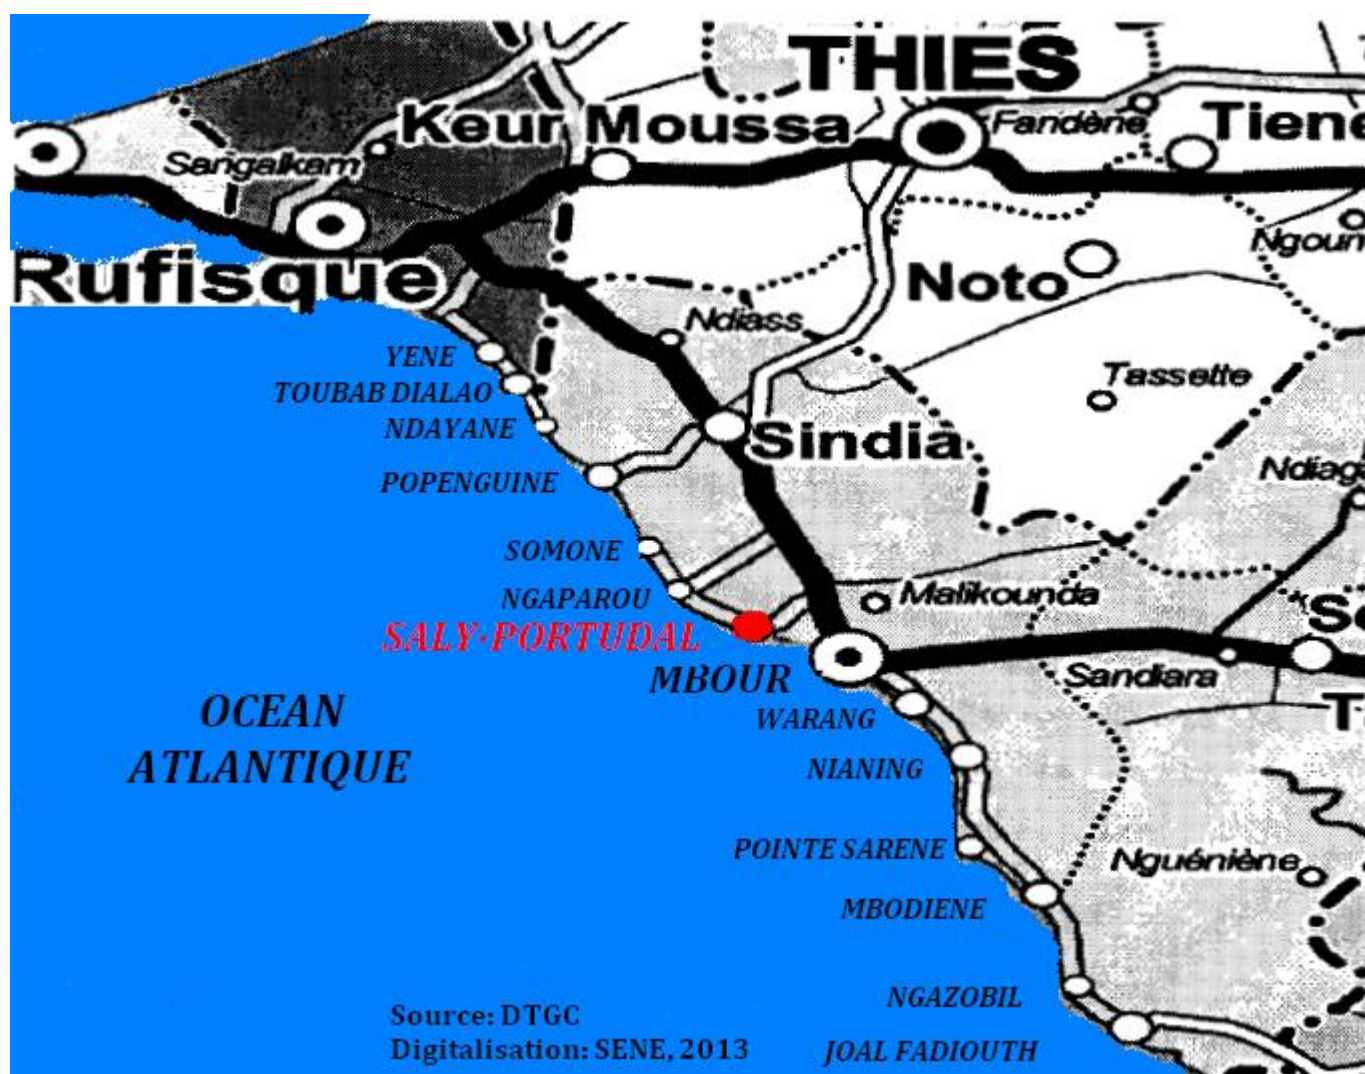 THIES
Keur Moussa
Fandène
Tiene
Sangalkam
Rufisque
Ngoum
Noto
Ndiass
YENE
TOUBAB DIALAO
Tassette
NDAYANE
Sindia
POPENGUINE
Ndiag
SOMONE
NGAPAROU
Malikounda
SALY-PORTUDAL
MBOUR
Sandiara
OCEAN
ATLANTIQUE
WARANG
NIANING
POINTE SARENE
Nguéniène
MBODIENE
NGAZOBIL
Source: DTGC
Digitalisation: SENE, 2013
JOAL FADIOUTH